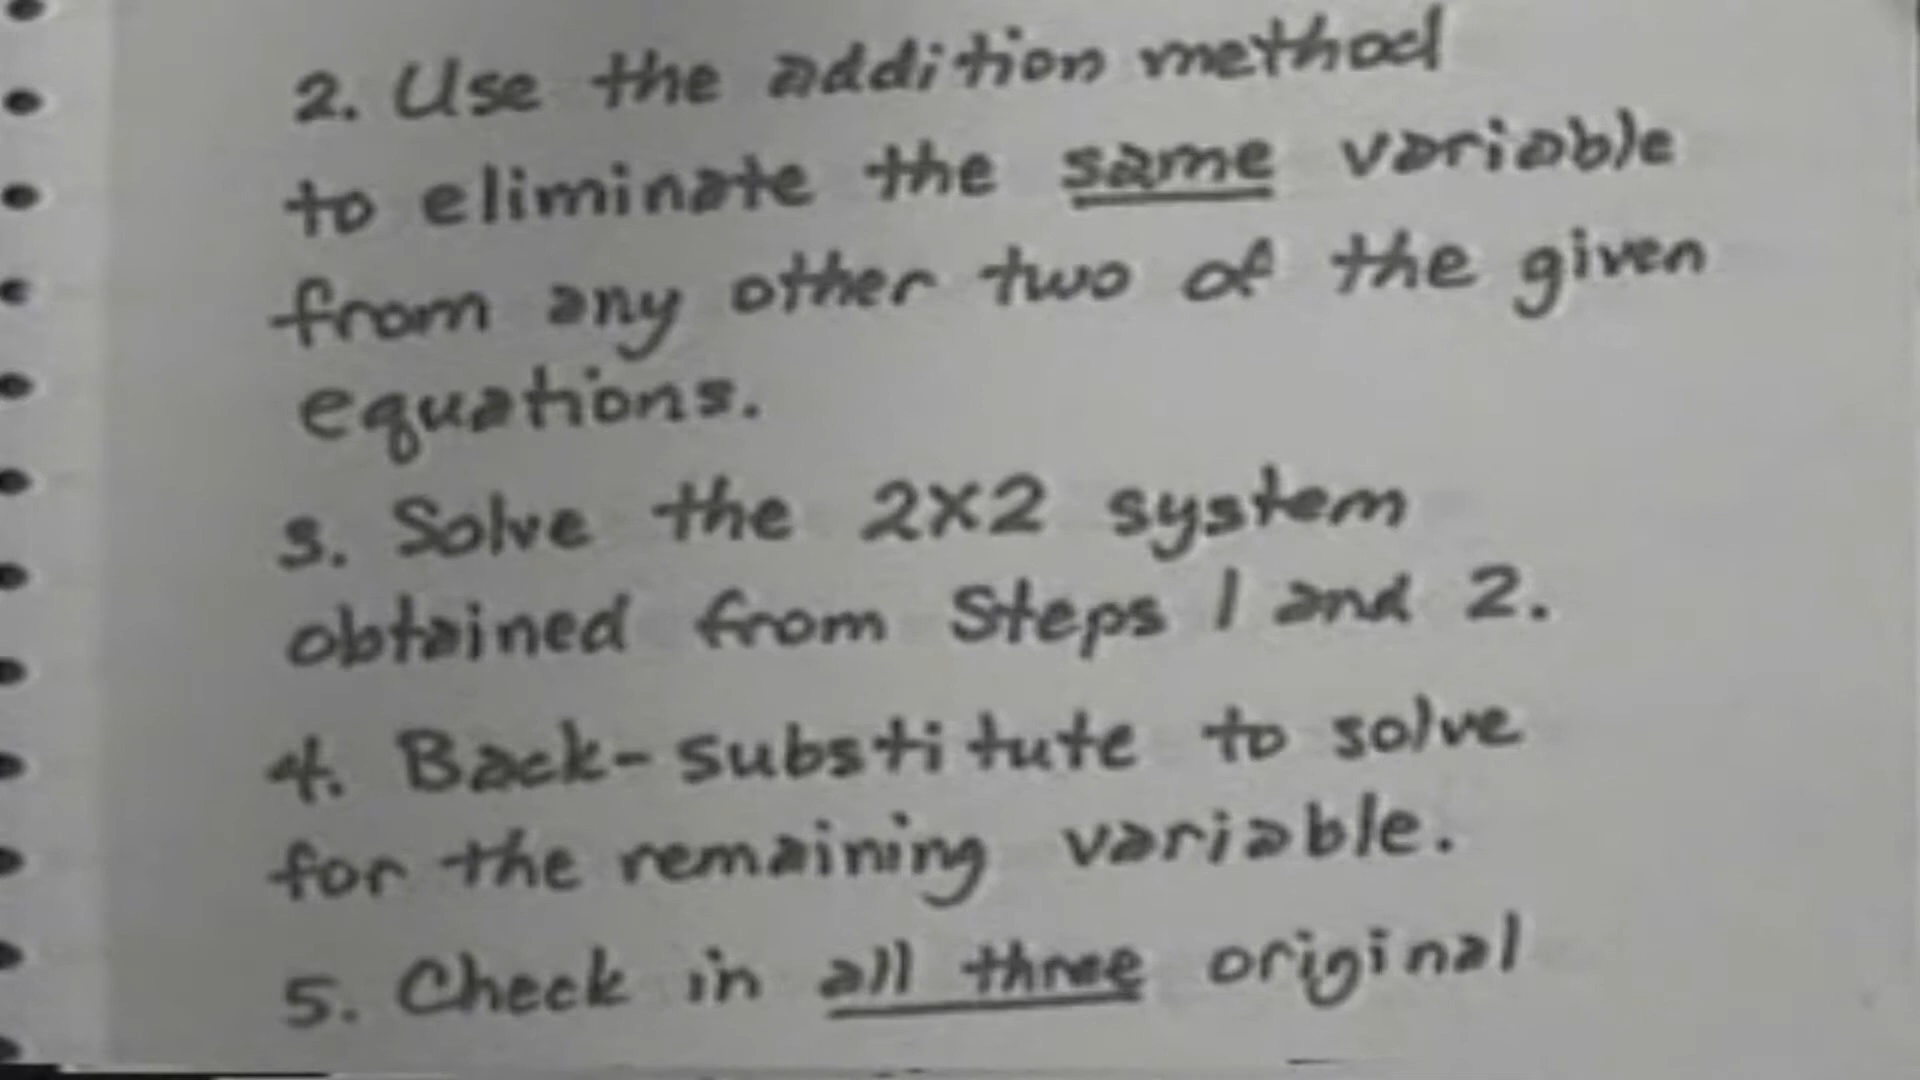 2. Use the addition method
to eliminate the same variable
from any other two of the given
equations.
3. Solve the 2x2 system
obtained from Steps 1 and 2.
4. Back-substitute to solve
for the remaining variable.
5. Check in all three original